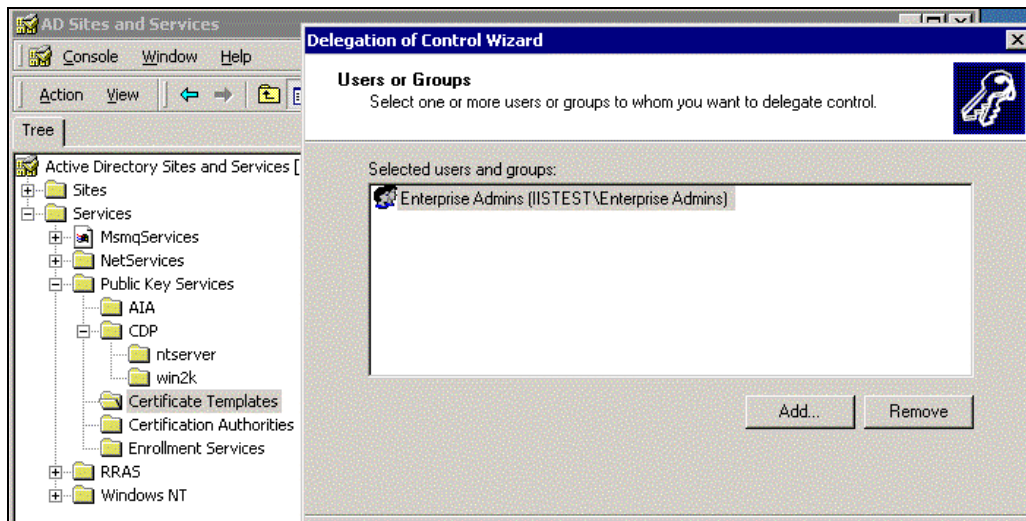 AD Sites and Services
Console Window Help
Action View
Tree
Active Directory Sites and Services [
Sites
Services
MsmqServices
NetServices
Public Key Services
AIA
CDP
ntserver
win2k
Certificate Templates
Certification Authorities
Enrollment Services
RRAS
Windows NT
Delegation of Control Wizard
Users or Groups
Select one or more users or groups to whom you want to delegate control.
Selected users and groups:
Enterprise Admins (IISTEST\Enterprise Admins)
Add... Remove